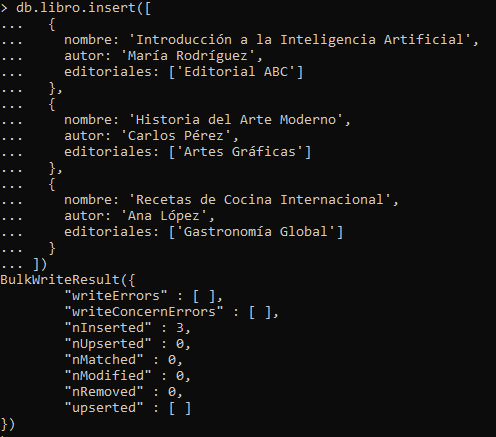 > db.libro.insert([
...   {
...     nombre: 'Introducción a la Inteligencia Artificial',
...     autor: 'María Rodríguez',
...     editoriales: ['Editorial ABC']
...   },
...   {
...     nombre: 'Historia del Arte Moderno',
...     autor: 'Carlos Pérez',
...     editoriales: ['Artes Gráficas']
...   },
...   {
...     nombre: 'Recetas de Cocina Internacional',
...     autor: 'Ana López',
...     editoriales: ['Gastronomía Global']
...   }
... ])
BulkWriteResult({
        "writeErrors" : [ ],
        "writeConcernErrors" : [ ],
        "nInserted" : 3,
        "nUpserted" : 0,
        "nMatched" : 0,
        "nModified" : 0,
        "nRemoved" : 0,
        "upserted" : [ ]
})